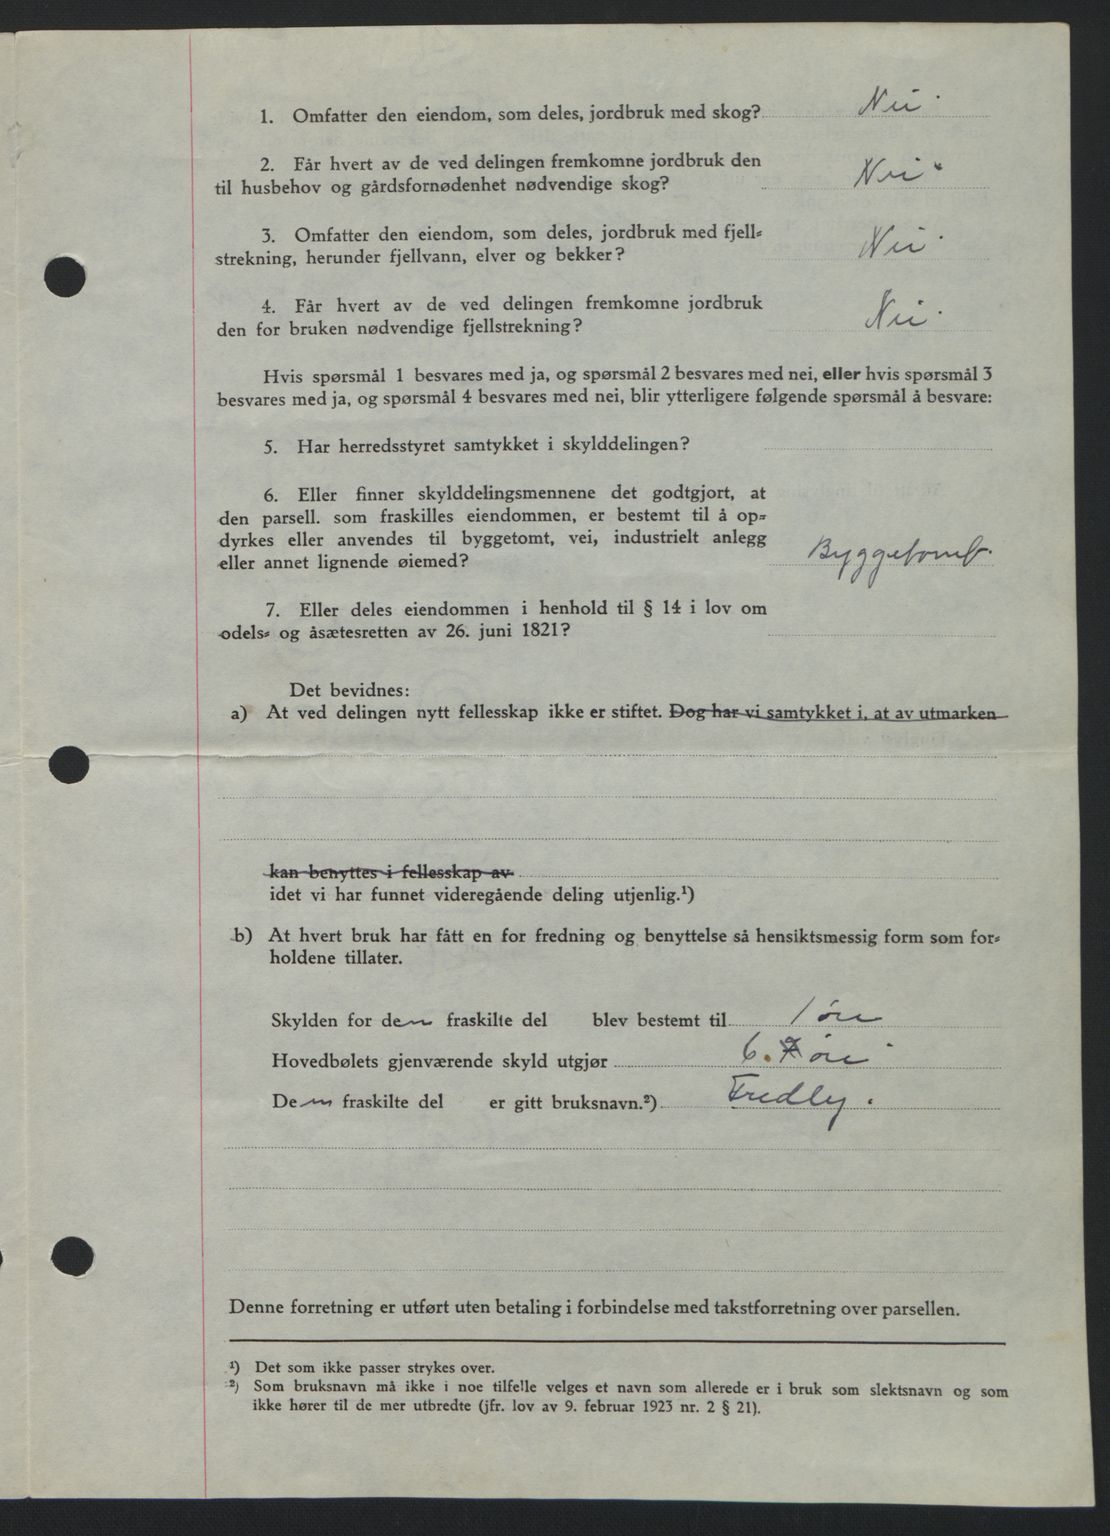 1. Omfatter den eiendom, som deles, jordbruk med skog? Nei.
2. Får hvert av de ved delingen fremkomne jordbruk den
til husbehov og gårdsfornødenhet nødvendige skog? Nei.
3. Omfatter den eiendom, som deles, jordbruk med fjell-
strekning, herunder fjellvann, elver og bekker? Nei.
4. Får hvert av de ved delingen fremkomne jordbruk
den for bruken nødvendige fjellstrekning? Nei.
Hvis spørsmål 1 besvares med ja, og spørsmål 2 besvares med nei, eller hvis spørsmål 3
besvares med ja, og spørsmål 4 besvares med nei, blir ytterligere følgende spørsmål å besvare:
5. Har herredsstyret samtykket i skylddelingen?
6. Eller finner skylddelingsmennene det godtgjort, at
den parsell. som fraskilles eiendommen, er bestemt til å op-
dyrkes eller anvendes til byggetomt, vei, industrielt anlegg
eller annet lignende øiemed? Byggetomt.
7. Eller deles eiendommen i henhold til § 14 i lov om
odels- og åsætesretten av 26. juni 1821?
Det bevidnes:
a) At ved delingen nytt fellesskap ikke er stiftet. Dog har vi samtykket i, at av utmarken
kan benyttes i fellesskap av
idet vi har funnet videregående deling utjenlig.¹)
b) At hvert bruk har fått en for fredning og benyttelse så hensiktsmessig form som for-
holdene tillater.
Skylden for den fraskilte del blev bestemt til 1 øre
Hovedbølets gjenværende skyld utgjør 6. øre
Den fraskilte del er gitt bruksnavn.²) Fredly.
Denne forretning er utført uten betaling i forbindelse med takstforretning over parsellen.
¹) Det som ikke passer strykes over.
²) Som bruksnavn må ikke i noe tilfelle velges et navn som allerede er i bruk som slektsnavn og som
ikke hører til de mer utbredte (jfr. lov av 9. februar 1923 nr. 2 § 21).